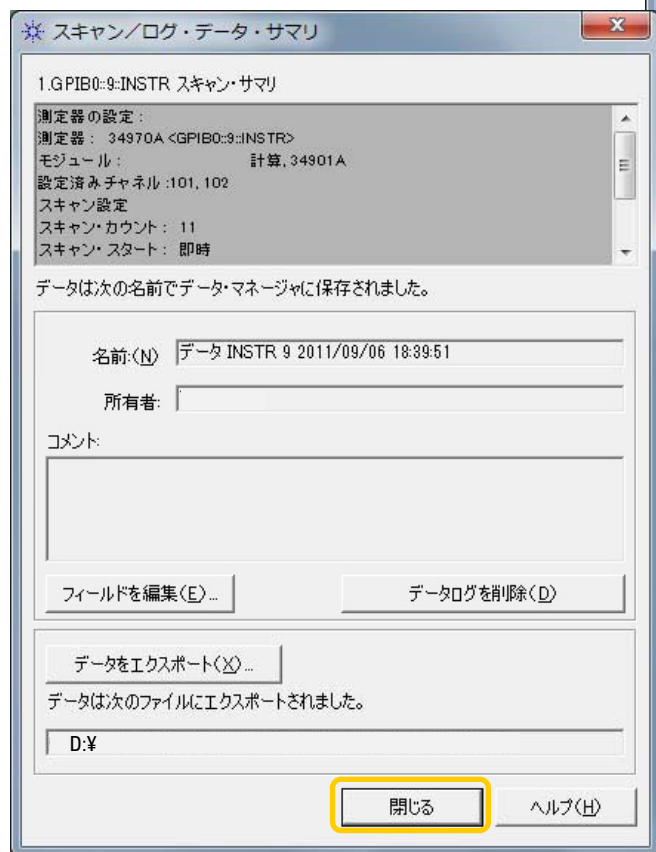 スキャン/ログ・データ・サマリ
1.GPIB0::9::INSTR スキャン・サマリ
測定器の設定:
測定器: 34970A <GPIB0::9::INSTR>
モジュール: 計算,34901A
設定済みチャネル:101, 102
スキャン設定
スキャン・カウント: 11
スキャン・スタート: 即時
データは次の名前でデータ・マネージャに保存されました。
名前:(N) データ INSTR 9 2011/09/06 18:39:51
所有者:
コメント:
フィールドを編集(E)... データログを削除(D)
データをエクスポート(X)...
データは次のファイルにエクスポートされました。
D:¥
閉じる ヘルプ(H)